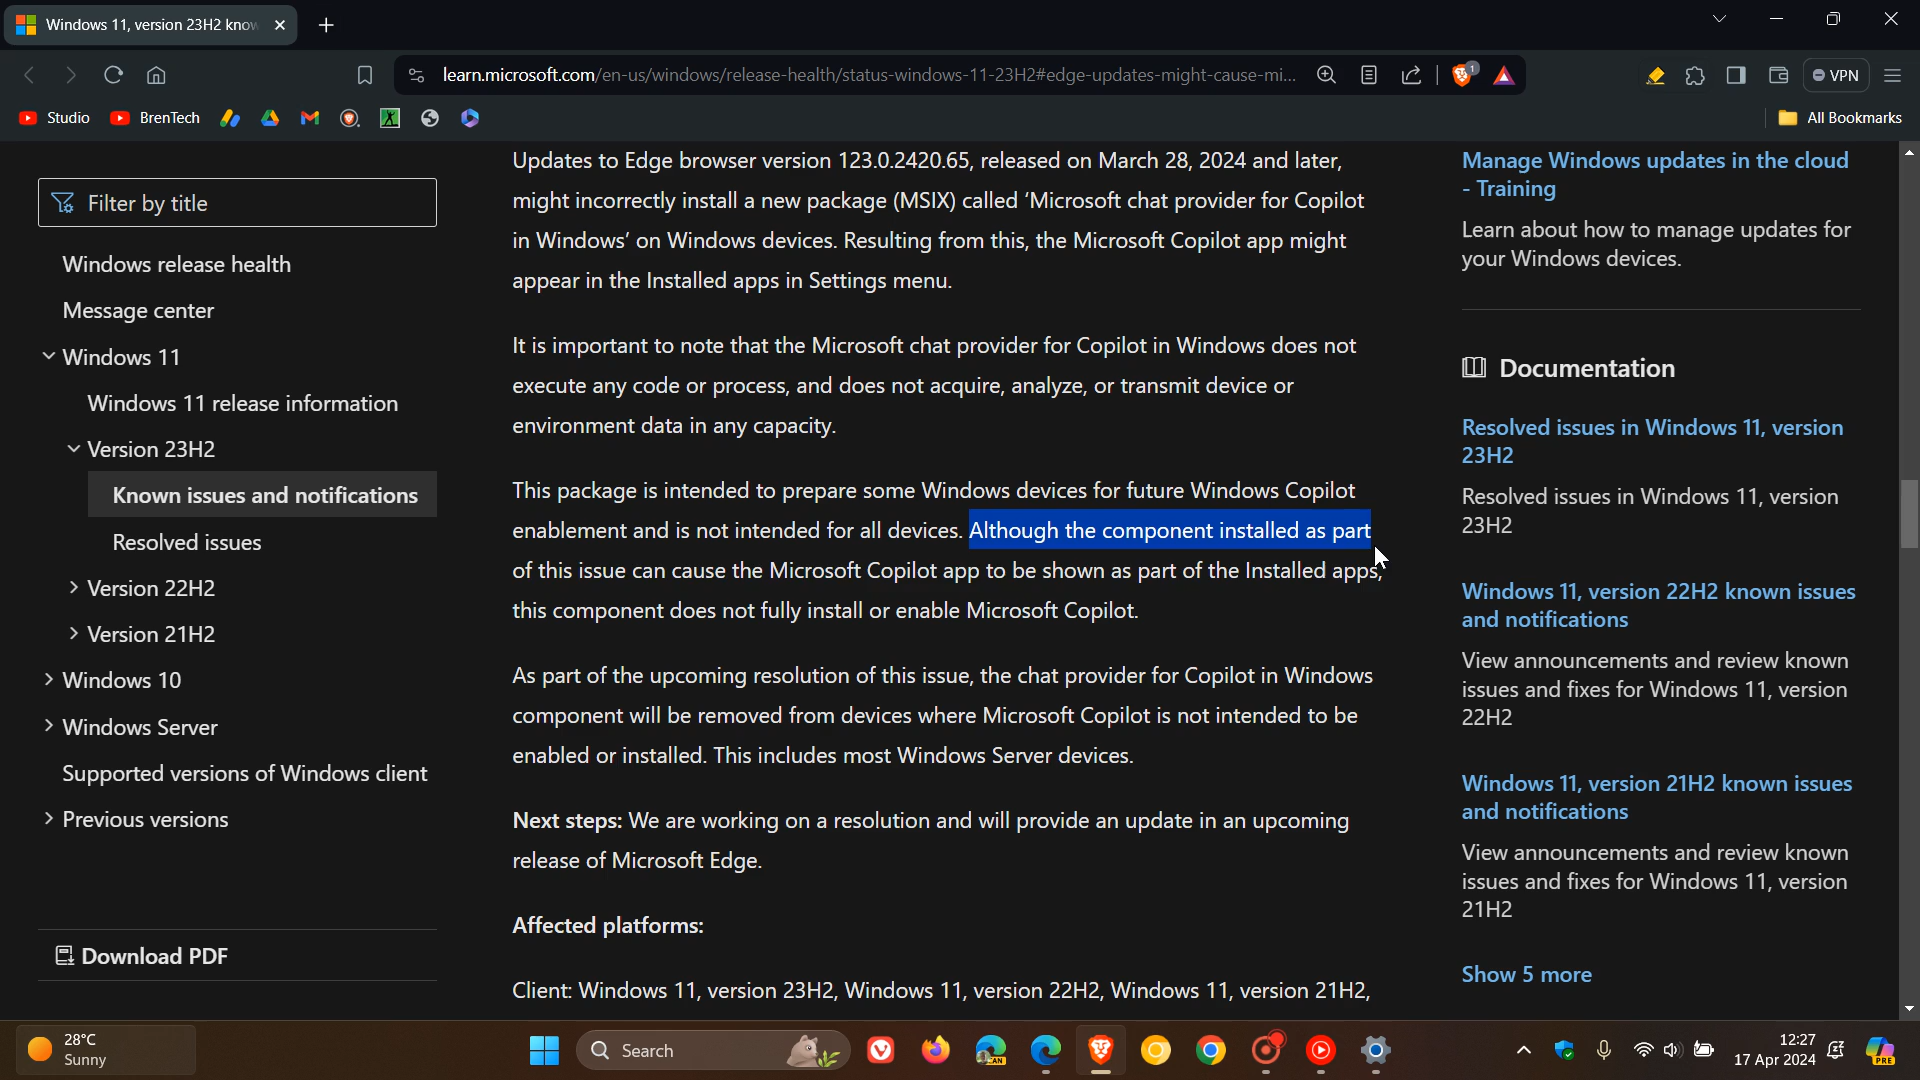 Windows 11, version 23H2 know
learn.microsoft.com/en-us/windows/release-health/status-windows-11-23H2#edge-updates-might-cause-mi...
1
VPN
Studio
BrenTech
All Bookmarks
Filter by title
Windows release health
Message center
Windows 11
Windows 11 release information
Version 23H2
Known issues and notifications
Resolved issues
Version 22H2
Version 21H2
Windows 10
Windows Server
Supported versions of Windows client
Previous versions
Download PDF
Updates to Edge browser version 123.0.2420.65, released on March 28, 2024 and later,
might incorrectly install a new package (MSIX) called ‘Microsoft chat provider for Copilot
in Windows’ on Windows devices. Resulting from this, the Microsoft Copilot app might
appear in the Installed apps in Settings menu.
It is important to note that the Microsoft chat provider for Copilot in Windows does not
execute any code or process, and does not acquire, analyze, or transmit device or
environment data in any capacity.
This package is intended to prepare some Windows devices for future Windows Copilot
enablement and is not intended for all devices. Although the component installed as part
of this issue can cause the Microsoft Copilot app to be shown as part of the Installed apps,
this component does not fully install or enable Microsoft Copilot.
As part of the upcoming resolution of this issue, the chat provider for Copilot in Windows
component will be removed from devices where Microsoft Copilot is not intended to be
enabled or installed. This includes most Windows Server devices.
Next steps: We are working on a resolution and will provide an update in an upcoming
release of Microsoft Edge.
Affected platforms:
Client: Windows 11, version 23H2, Windows 11, version 22H2, Windows 11, version 21H2,
Manage Windows updates in the cloud
- Training
Learn about how to manage updates for
your Windows devices.
Documentation
Resolved issues in Windows 11, version
23H2
Resolved issues in Windows 11, version
23H2
Windows 11, version 22H2 known issues
and notifications
View announcements and review known
issues and fixes for Windows 11, version
22H2
Windows 11, version 21H2 known issues
and notifications
View announcements and review known
issues and fixes for Windows 11, version
21H2
Show 5 more
28°C
Sunny
Search
CAN
12:27
17 Apr 2024
PRE